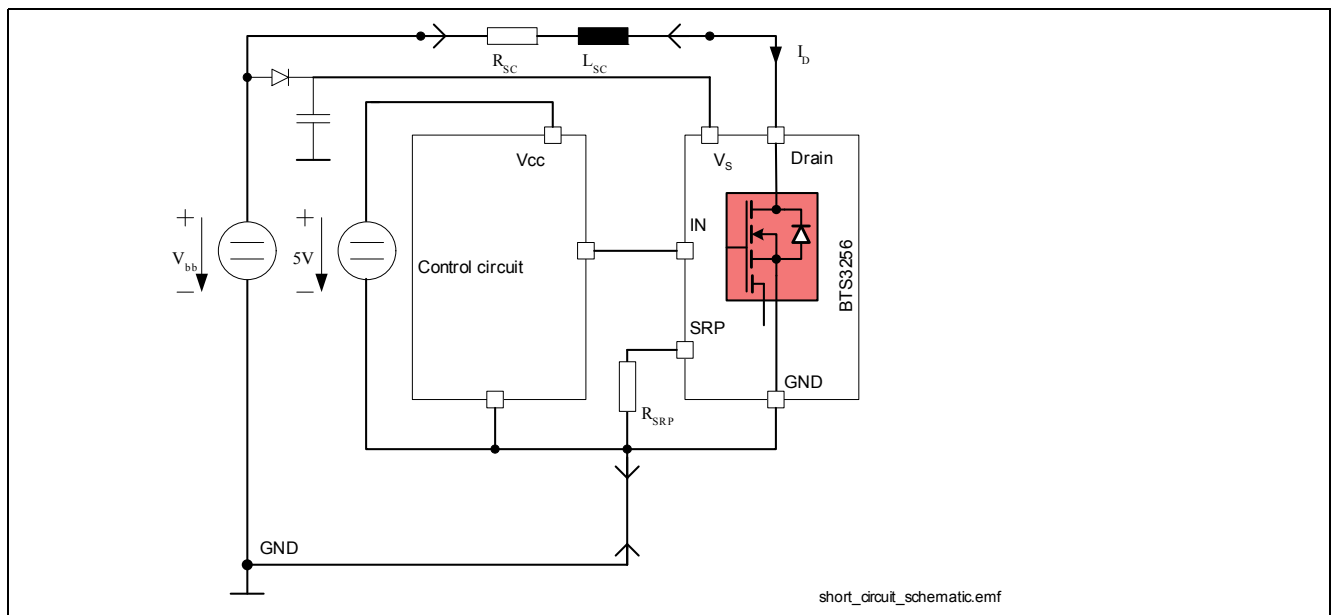 R_SC
L_SC
I_D
Vcc
V_S
Drain
+
V_bb
−
+
5V
−
Control circuit
IN
SRP
BTS3256
R_SRP
GND
GND
short_circuit_schematic.emf